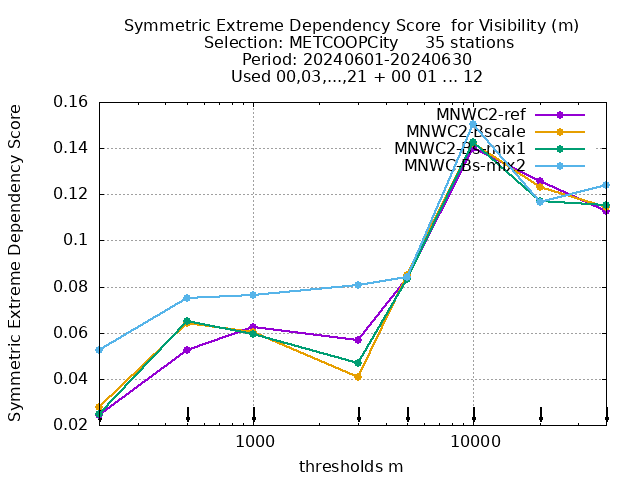 Symmetric Extreme Dependency Score  for Visibility (m)
Selection: METCOOPCity     35 stations
Period: 20240601-20240630
Used 00,03,...,21 + 00 01 ... 12
Symmetric Extreme Dependency Score
0.16
0.14
0.12
0.1
0.08
0.06
0.04
0.02
MNWC2-ref
MNWC2-Bscale
MNWC2-Bs-mix1
MNWC-Bs-mix2
1000 10000
thresholds m